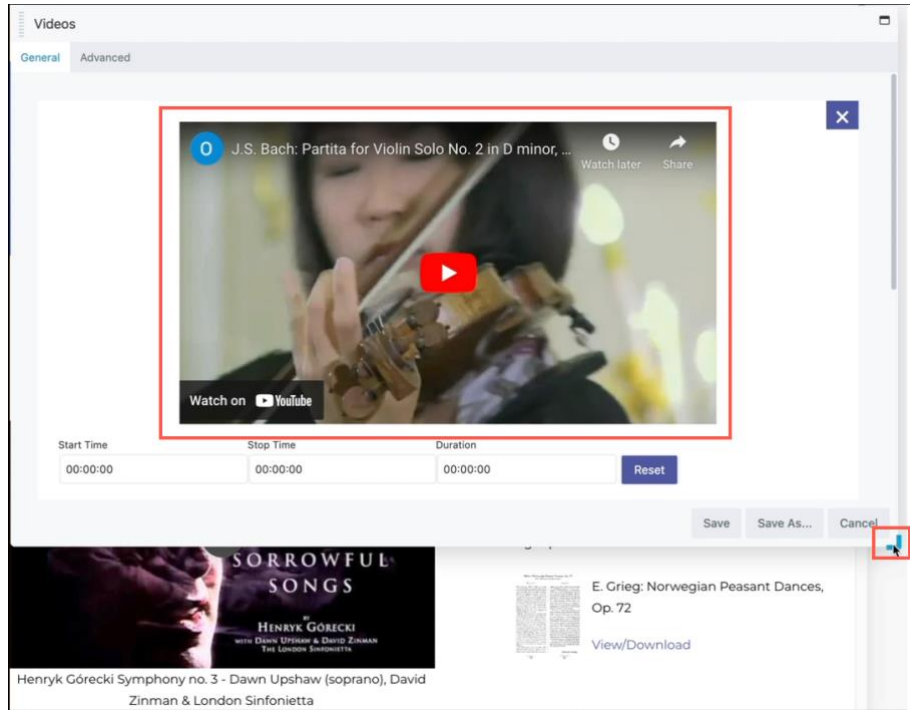 Videos
General Advanced
O J.S. Bach: Partita for Violin Solo No. 2 in D minor, ...
Watch later Share
Watch on YouTube
Start Time Stop Time Duration
00:00:00 00:00:00 00:00:00 Reset
Save Save As... Cancel
SORROWFUL
SONGS
BY
HENRYK GÓRECKI
WITH DAWN UPSHAW & DAVID ZINMAN
THE LONDON SINFONIETTA
Henryk Górecki Symphony no. 3 - Dawn Upshaw (soprano), David
Zinman & London Sinfonietta
E. Grieg: Norwegian Peasant Dances,
Op. 72
View/Download